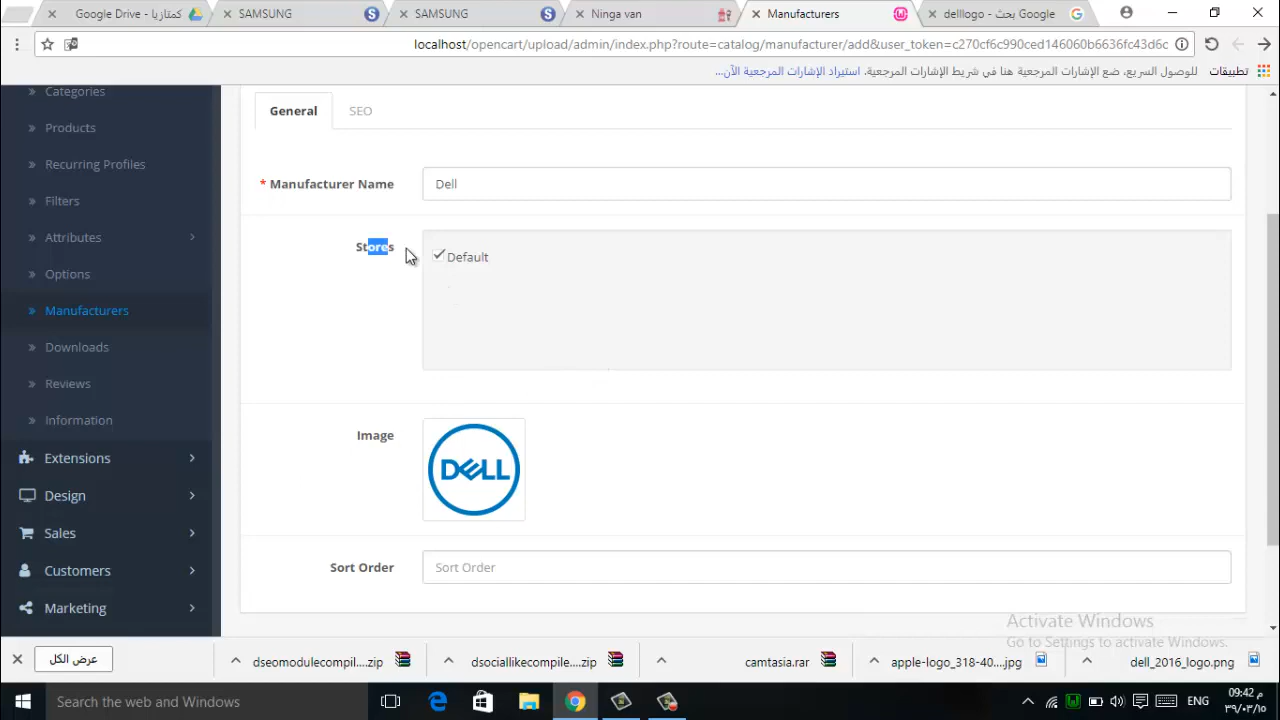 كمتازيا - Google Drive
SAMSUNG
SAMSUNG
Ninga van
Manufacturers
delllogo - بحث Google
localhost/opencart/upload/admin/index.php?route=catalog/manufacturer/add&user_token=c270cf6c990ced146060b6636fc43d6c
تطبيقات
للوصول السريع، ضع الإشارات المرجعية هنا في شريط الإشارات المرجعية. استيراد الإشارات المرجعية الآن...
Categories
Products
Recurring Profiles
Filters
Attributes
Options
Manufacturers
Downloads
Reviews
Information
Extensions
Design
Sales
Customers
Marketing
General
SEO
* Manufacturer Name
Dell
Stores
Default
Image
DELL
Sort Order
Sort Order
Activate Windows
Go to Settings to activate Windows.
عرض الكل
dseomodulecompil....zip
dsociallikecompile....zip
camtasia.rar
apple-logo_318-40....jpg
dell_2016_logo.png
Search the web and Windows
ENG
09:42 م
٣٩/٠٣/١٥